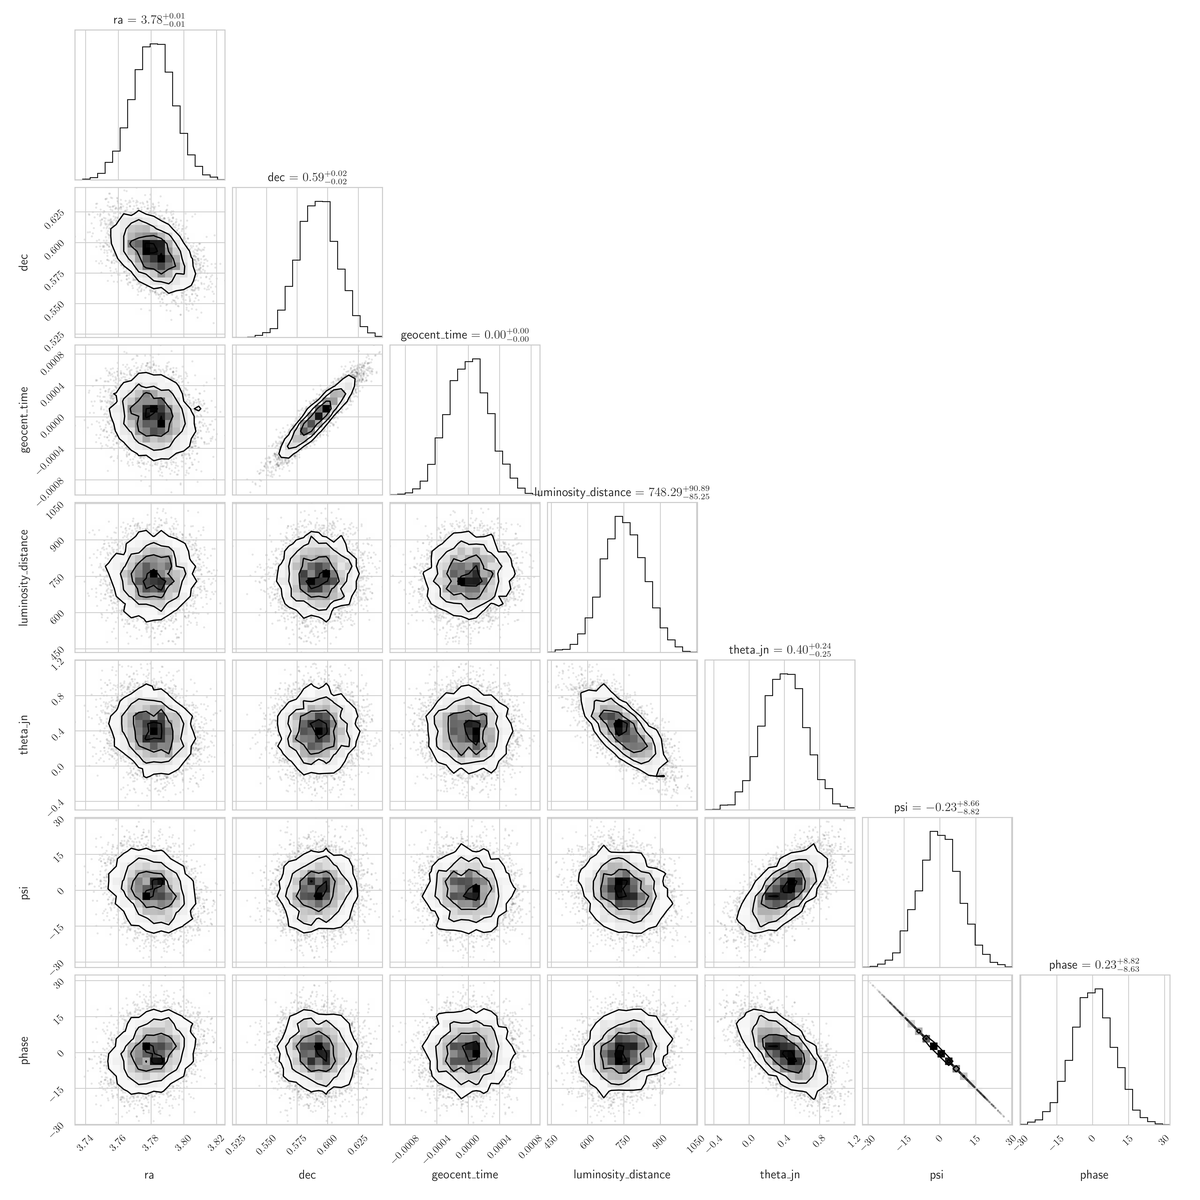 ra = 3.78+0.01−0.01
dec = 0.59+0.02−0.02
dec
0.625
0.600
0.575
0.550
0.525
geocent_time = 0.00+0.00−0.00
geocent_time
0.0008
0.0004
0.0000
−0.0004
−0.0008
luminosity_distance = 748.29+90.89−85.25
luminosity_distance
1050
900
750
600
450
theta_jn = 0.40+0.24−0.25
theta_jn
1.2
0.8
0.4
0.0
−0.4
psi = −0.23+8.66−8.82
psi
30
15
0
−15
−30
phase = 0.23+8.82−8.63
phase
30
15
0
−15
−30
3.74 3.76 3.78 3.80 3.82 0.525 0.550 0.575 0.600 0.625 −0.0008 −0.0004 0.0000 0.0004 0.0008 450 600 750 900 1050 −0.4 0.0 0.4 0.8 1.2 −30 −15 0 15 30 −30 −15 0 15 30
ra dec geocent_time luminosity_distance theta_jn psi phase